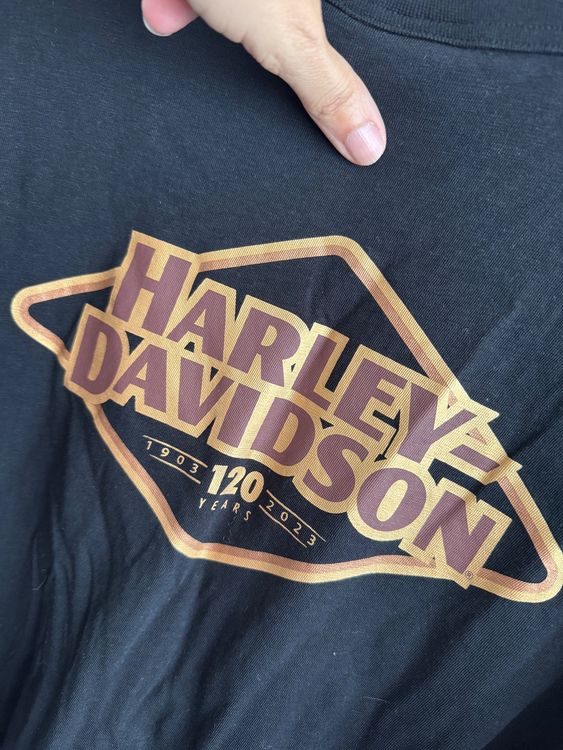 HARLEY-
DAVIDSON
1903 120 2023
YEARS
®